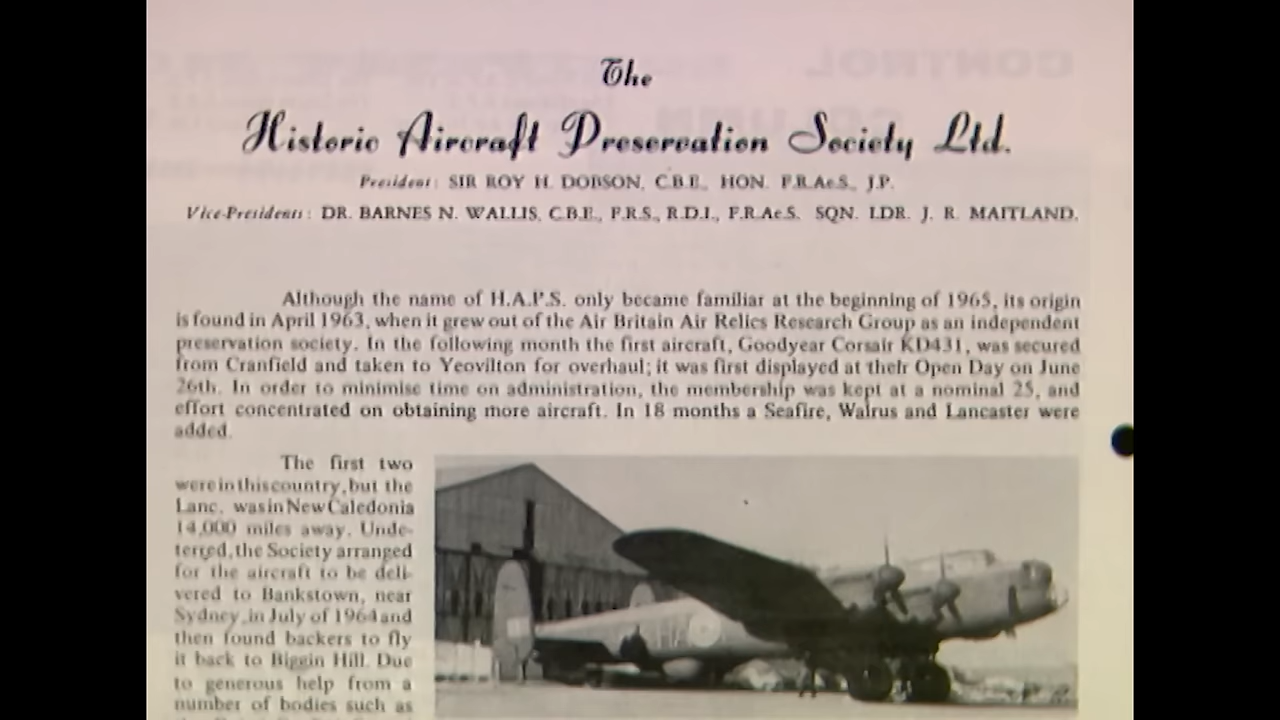 The
Historic Aircraft Preservation Society Ltd.
President: SIR ROY H. DOBSON, C.B.E., HON. F.R.Ae.S., J.P.
Vice-Presidents: DR. BARNES N. WALLIS, C.B.E., F.R.S., R.D.I., F.R.Ae.S. SQN. LDR. J. R. MAITLAND.
Although the name of H.A.P.S. only became familiar at the beginning of 1965, its origin
is found in April 1963, when it grew out of the Air Britain Air Relics Research Group as an independent
preservation society. In the following month the first aircraft, Goodyear Corsair KD431, was secured
from Cranfield and taken to Yeovilton for overhaul; it was first displayed at their Open Day on June
26th. In order to minimise time on administration, the membership was kept at a nominal 25, and
effort concentrated on obtaining more aircraft. In 18 months a Seafire, Walrus and Lancaster were
added.
The first two
were in this country, but the
Lanc. was in New Caledonia
14,000 miles away. Unde-
terred, the Society arranged
for the aircraft to be deli-
vered to Bankstown, near
Sydney, in July of 1964 and
then found backers to fly
it back to Biggin Hill. Due
to generous help from a
number of bodies such as
CONTROL
COLUMN